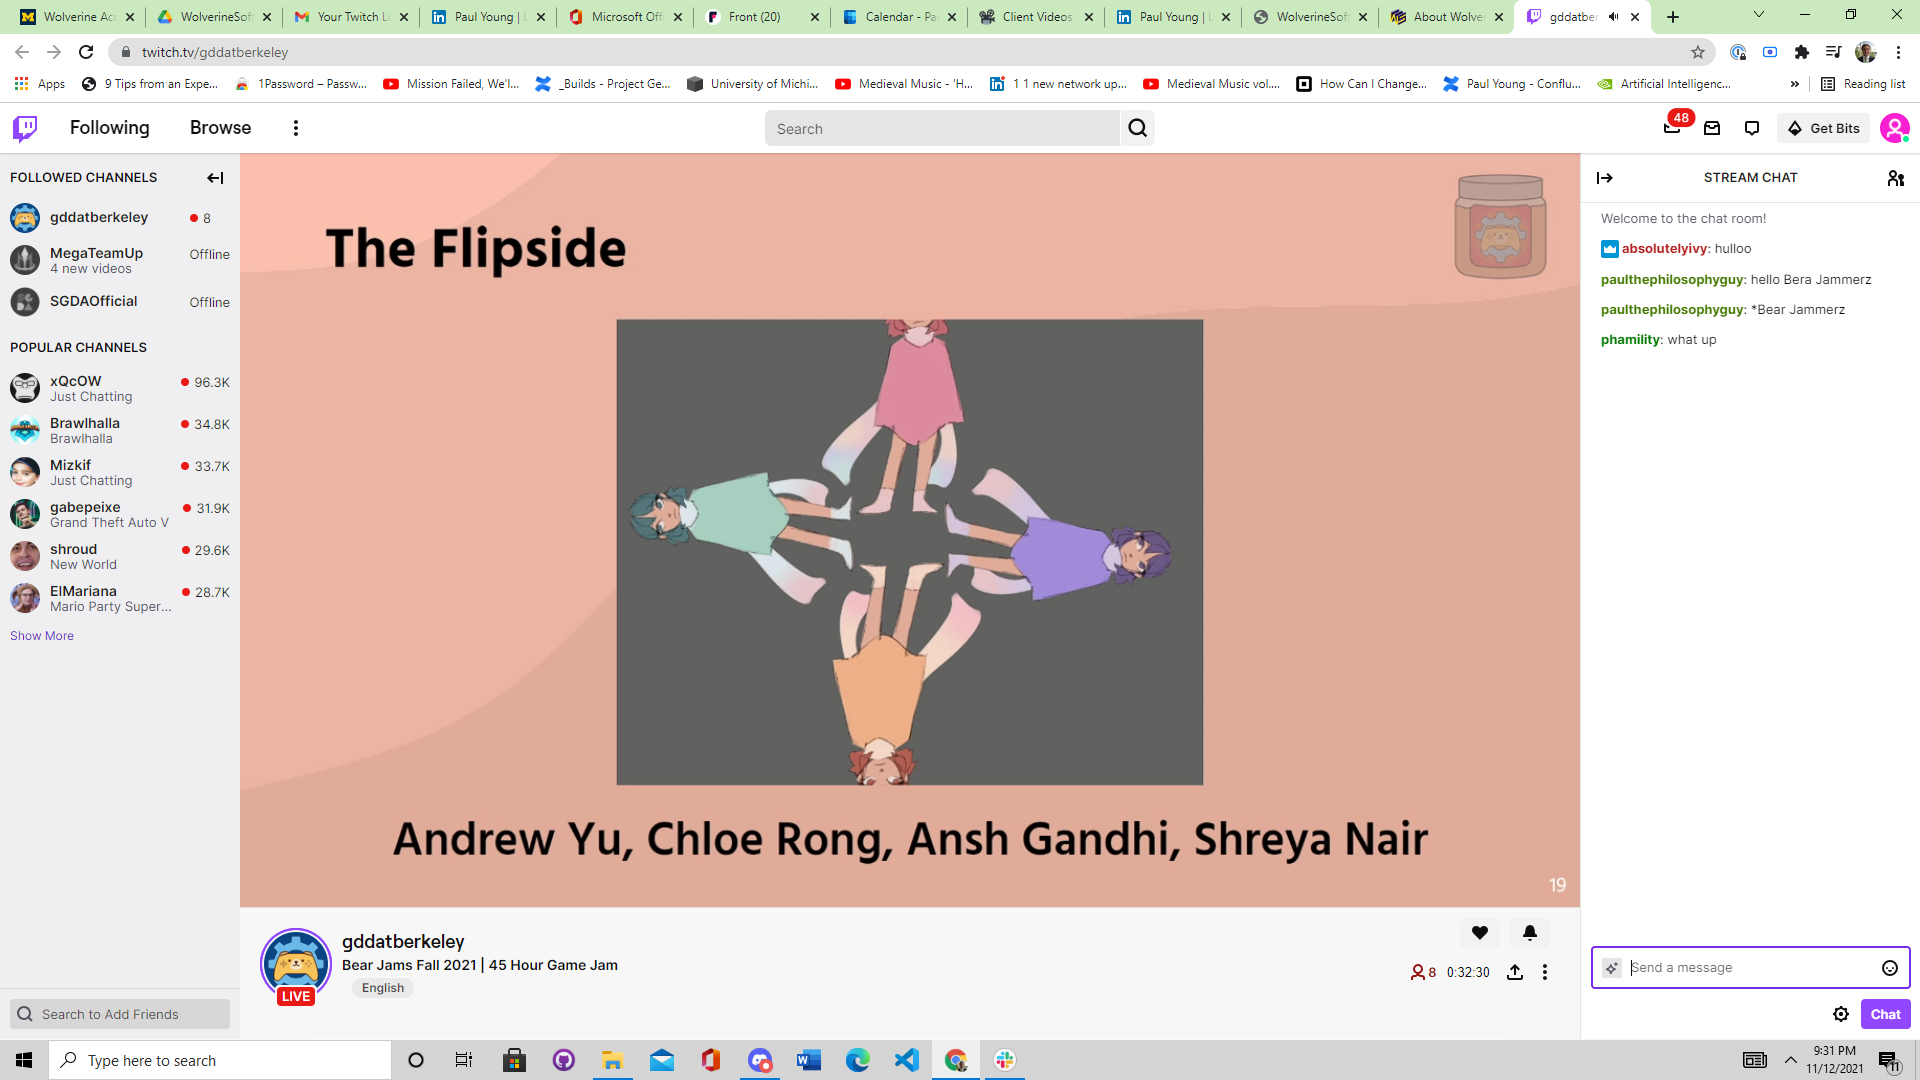 Wolverine Acc
WolverineSoft
Your Twitch Lo
Paul Young | L
Microsoft Offi
Front (20)
Calendar - Pa
Client Videos
Paul Young | L
WolverineSoft
About Wolver
gddatber
twitch.tv/gddatberkeley
Apps
9 Tips from an Expe...
1Password – Passw...
Mission Failed, We'l...
_Builds - Project Ge...
University of Michi...
Medieval Music - 'H...
1 1 new network up...
Medieval Music vol....
How Can I Change...
Paul Young - Conflu...
Artificial Intelligenc...
»
Reading list
Following
Browse
Search
48
Get Bits
FOLLOWED CHANNELS
gddatberkeley
8
MegaTeamUp
Offline
4 new videos
SGDAOfficial
Offline
POPULAR CHANNELS
xQcOW
96.3K
Just Chatting
Brawlhalla
34.8K
Brawlhalla
Mizkif
33.7K
Just Chatting
gabepeixe
31.9K
Grand Theft Auto V
shroud
29.6K
New World
ElMariana
28.7K
Mario Party Super...
Show More
Search to Add Friends
The Flipside
Andrew Yu, Chloe Rong, Ansh Gandhi, Shreya Nair
19
LIVE
gddatberkeley
Bear Jams Fall 2021 | 45 Hour Game Jam
English
8
0:32:30
STREAM CHAT
Welcome to the chat room!
absolutelyivy: hulloo
paulthephilosophyguy: hello Bera Jammerz
paulthephilosophyguy: *Bear Jammerz
phamility: what up
Send a message
Chat
Type here to search
9:31 PM
11/12/2021
11